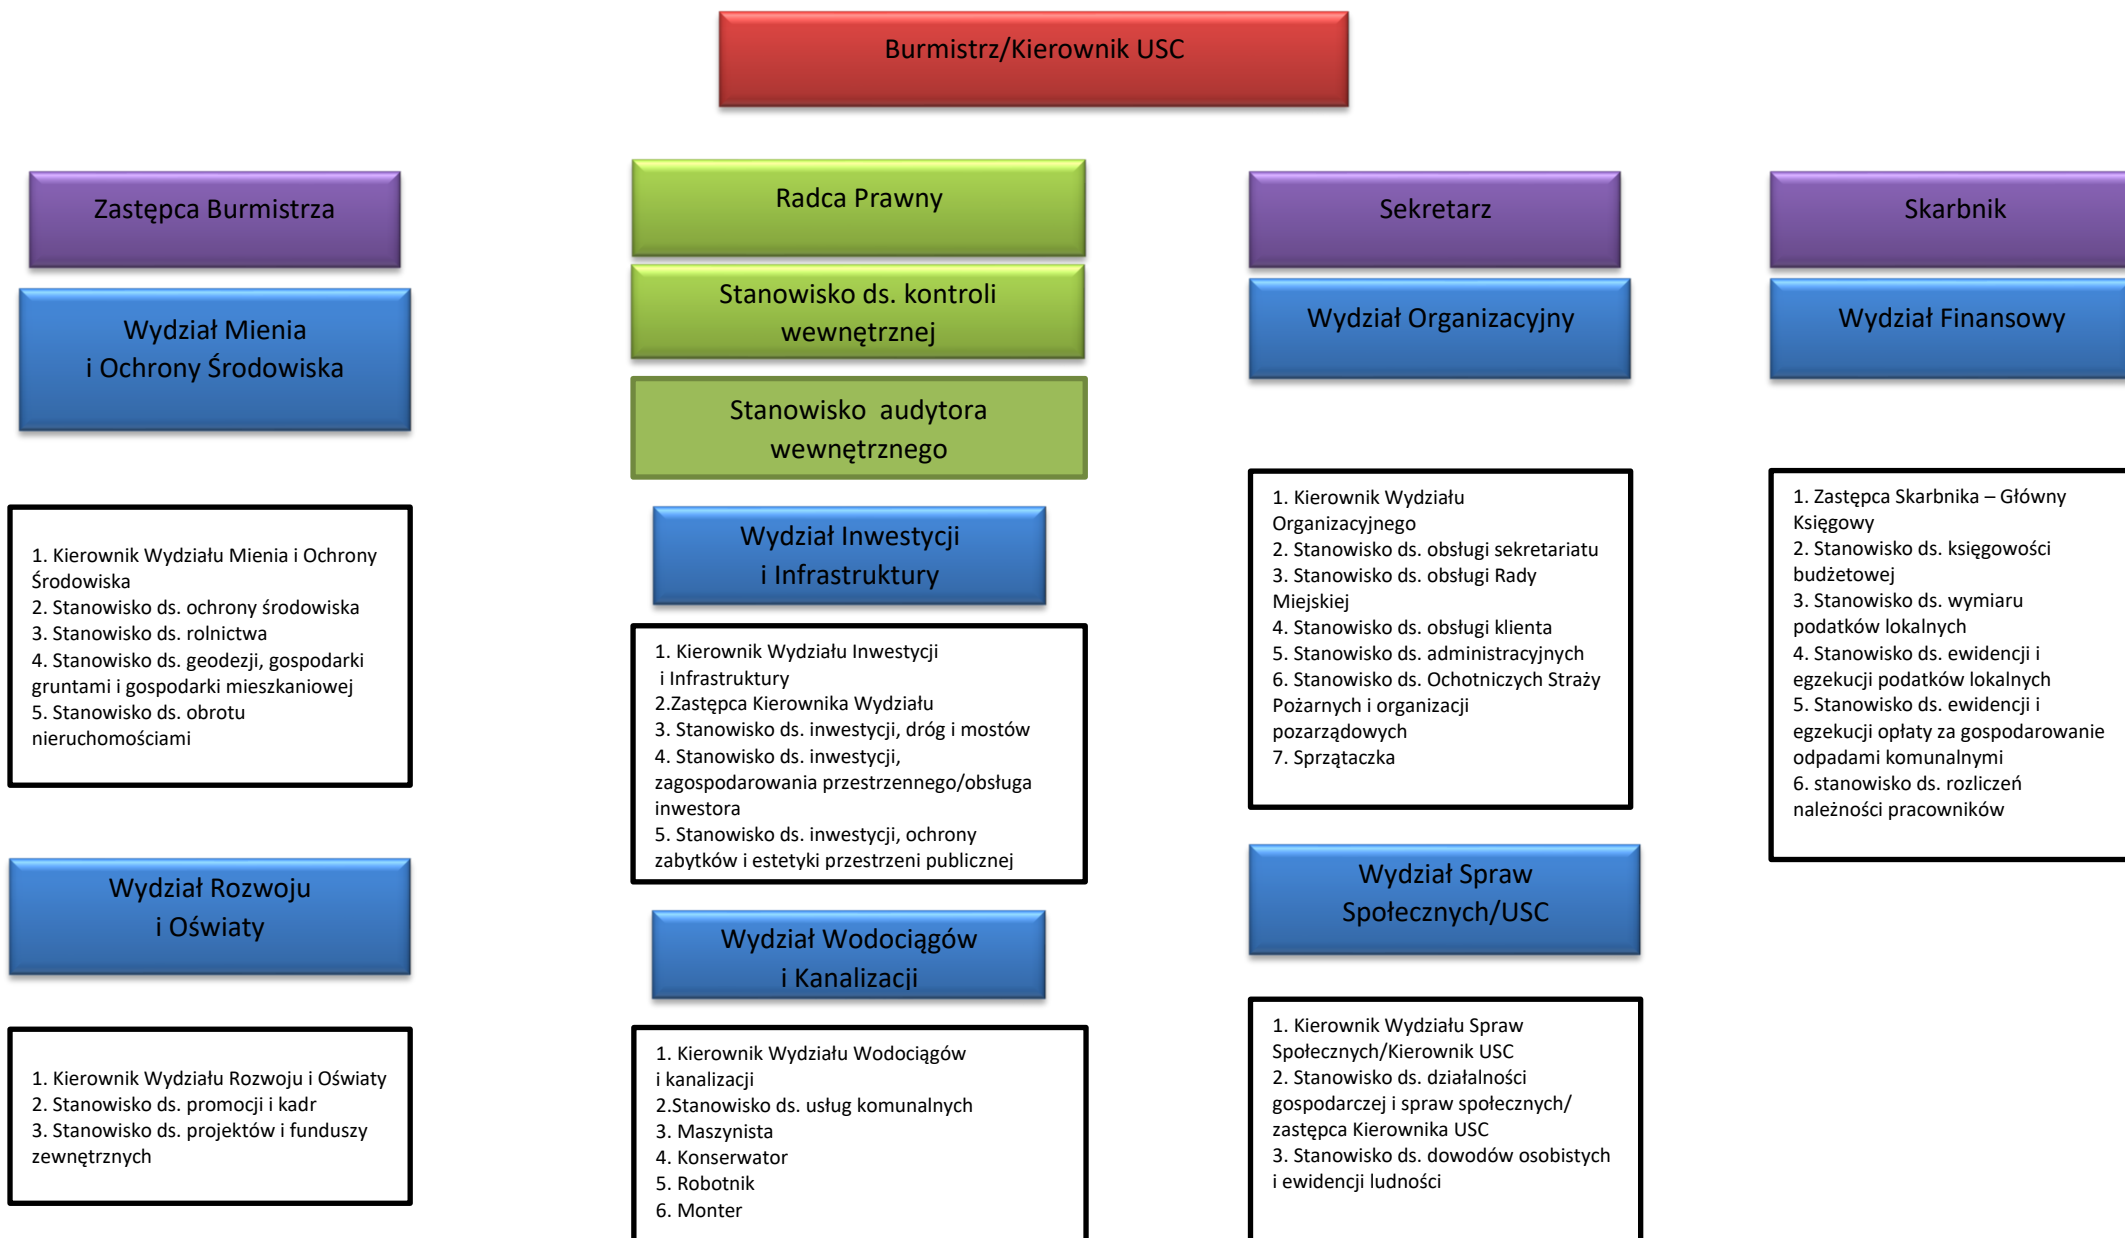 Burmistrz/Kierownik USC
Zastępca Burmistrza
Wydział Mienia
i Ochrony Środowiska
1. Kierownik Wydziału Mienia i Ochrony
Środowiska
2. Stanowisko ds. ochrony środowiska
3. Stanowisko ds. rolnictwa
4. Stanowisko ds. geodezji, gospodarki
gruntami i gospodarki mieszkaniowej
5. Stanowisko ds. obrotu
nieruchomościami
Wydział Rozwoju
i Oświaty
1. Kierownik Wydziału Rozwoju i Oświaty
2. Stanowisko ds. promocji i kadr
3. Stanowisko ds. projektów i funduszy
zewnętrznych
Radca Prawny
Stanowisko ds. kontroli
wewnętrznej
Stanowisko audytora
wewnętrznego
Wydział Inwestycji
i Infrastruktury
1. Kierownik Wydziału Inwestycji
i Infrastruktury
2.Zastępca Kierownika Wydziału
3. Stanowisko ds. inwestycji, dróg i mostów
4. Stanowisko ds. inwestycji,
zagospodarowania przestrzennego/obsługa
inwestora
5. Stanowisko ds. inwestycji, ochrony
zabytków i estetyki przestrzeni publicznej
Wydział Wodociągów
i Kanalizacji
1. Kierownik Wydziału Wodociągów
i kanalizacji
2.Stanowisko ds. usług komunalnych
3. Maszynista
4. Konserwator
5. Robotnik
6. Monter
Sekretarz
Wydział Organizacyjny
1. Kierownik Wydziału
Organizacyjnego
2. Stanowisko ds. obsługi sekretariatu
3. Stanowisko ds. obsługi Rady
Miejskiej
4. Stanowisko ds. obsługi klienta
5. Stanowisko ds. administracyjnych
6. Stanowisko ds. Ochotniczych Straży
Pożarnych i organizacji
pozarządowych
7. Sprzątaczka
Wydział Spraw
Społecznych/USC
1. Kierownik Wydziału Spraw
Społecznych/Kierownik USC
2. Stanowisko ds. działalności
gospodarczej i spraw społecznych/
zastępca Kierownika USC
3. Stanowisko ds. dowodów osobistych
i ewidencji ludności
Skarbnik
Wydział Finansowy
1. Zastępca Skarbnika – Główny
Księgowy
2. Stanowisko ds. księgowości
budżetowej
3. Stanowisko ds. wymiaru
podatków lokalnych
4. Stanowisko ds. ewidencji i
egzekucji podatków lokalnych
5. Stanowisko ds. ewidencji i
egzekucji opłaty za gospodarowanie
odpadami komunalnymi
6. stanowisko ds. rozliczeń
należności pracowników